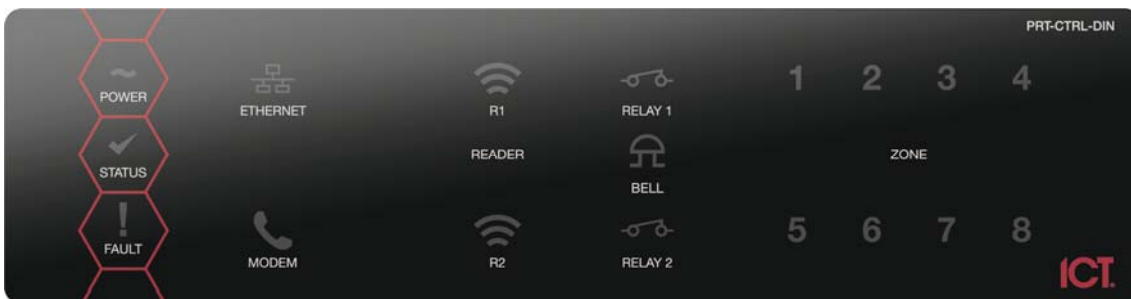 PRT-CTRL-DIN
POWER
ETHERNET
R1
RELAY 1
1 2 3 4
STATUS
READER
BELL
ZONE
FAULT
MODEM
R2
RELAY 2
5 6 7 8
ICT.